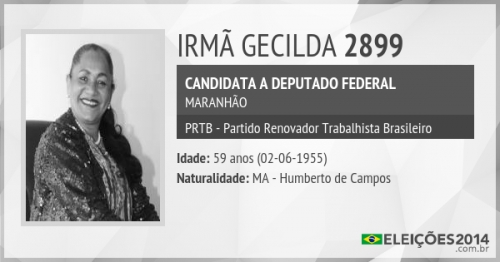 IRMÃ GECILDA 2899
CANDIDATA A DEPUTADO FEDERAL
MARANHÃO
PRTB - Partido Renovador Trabalhista Brasileiro
Idade: 59 anos (02-06-1955)
Naturalidade: MA - Humberto de Campos
ELEIÇÕES2014
.com.br